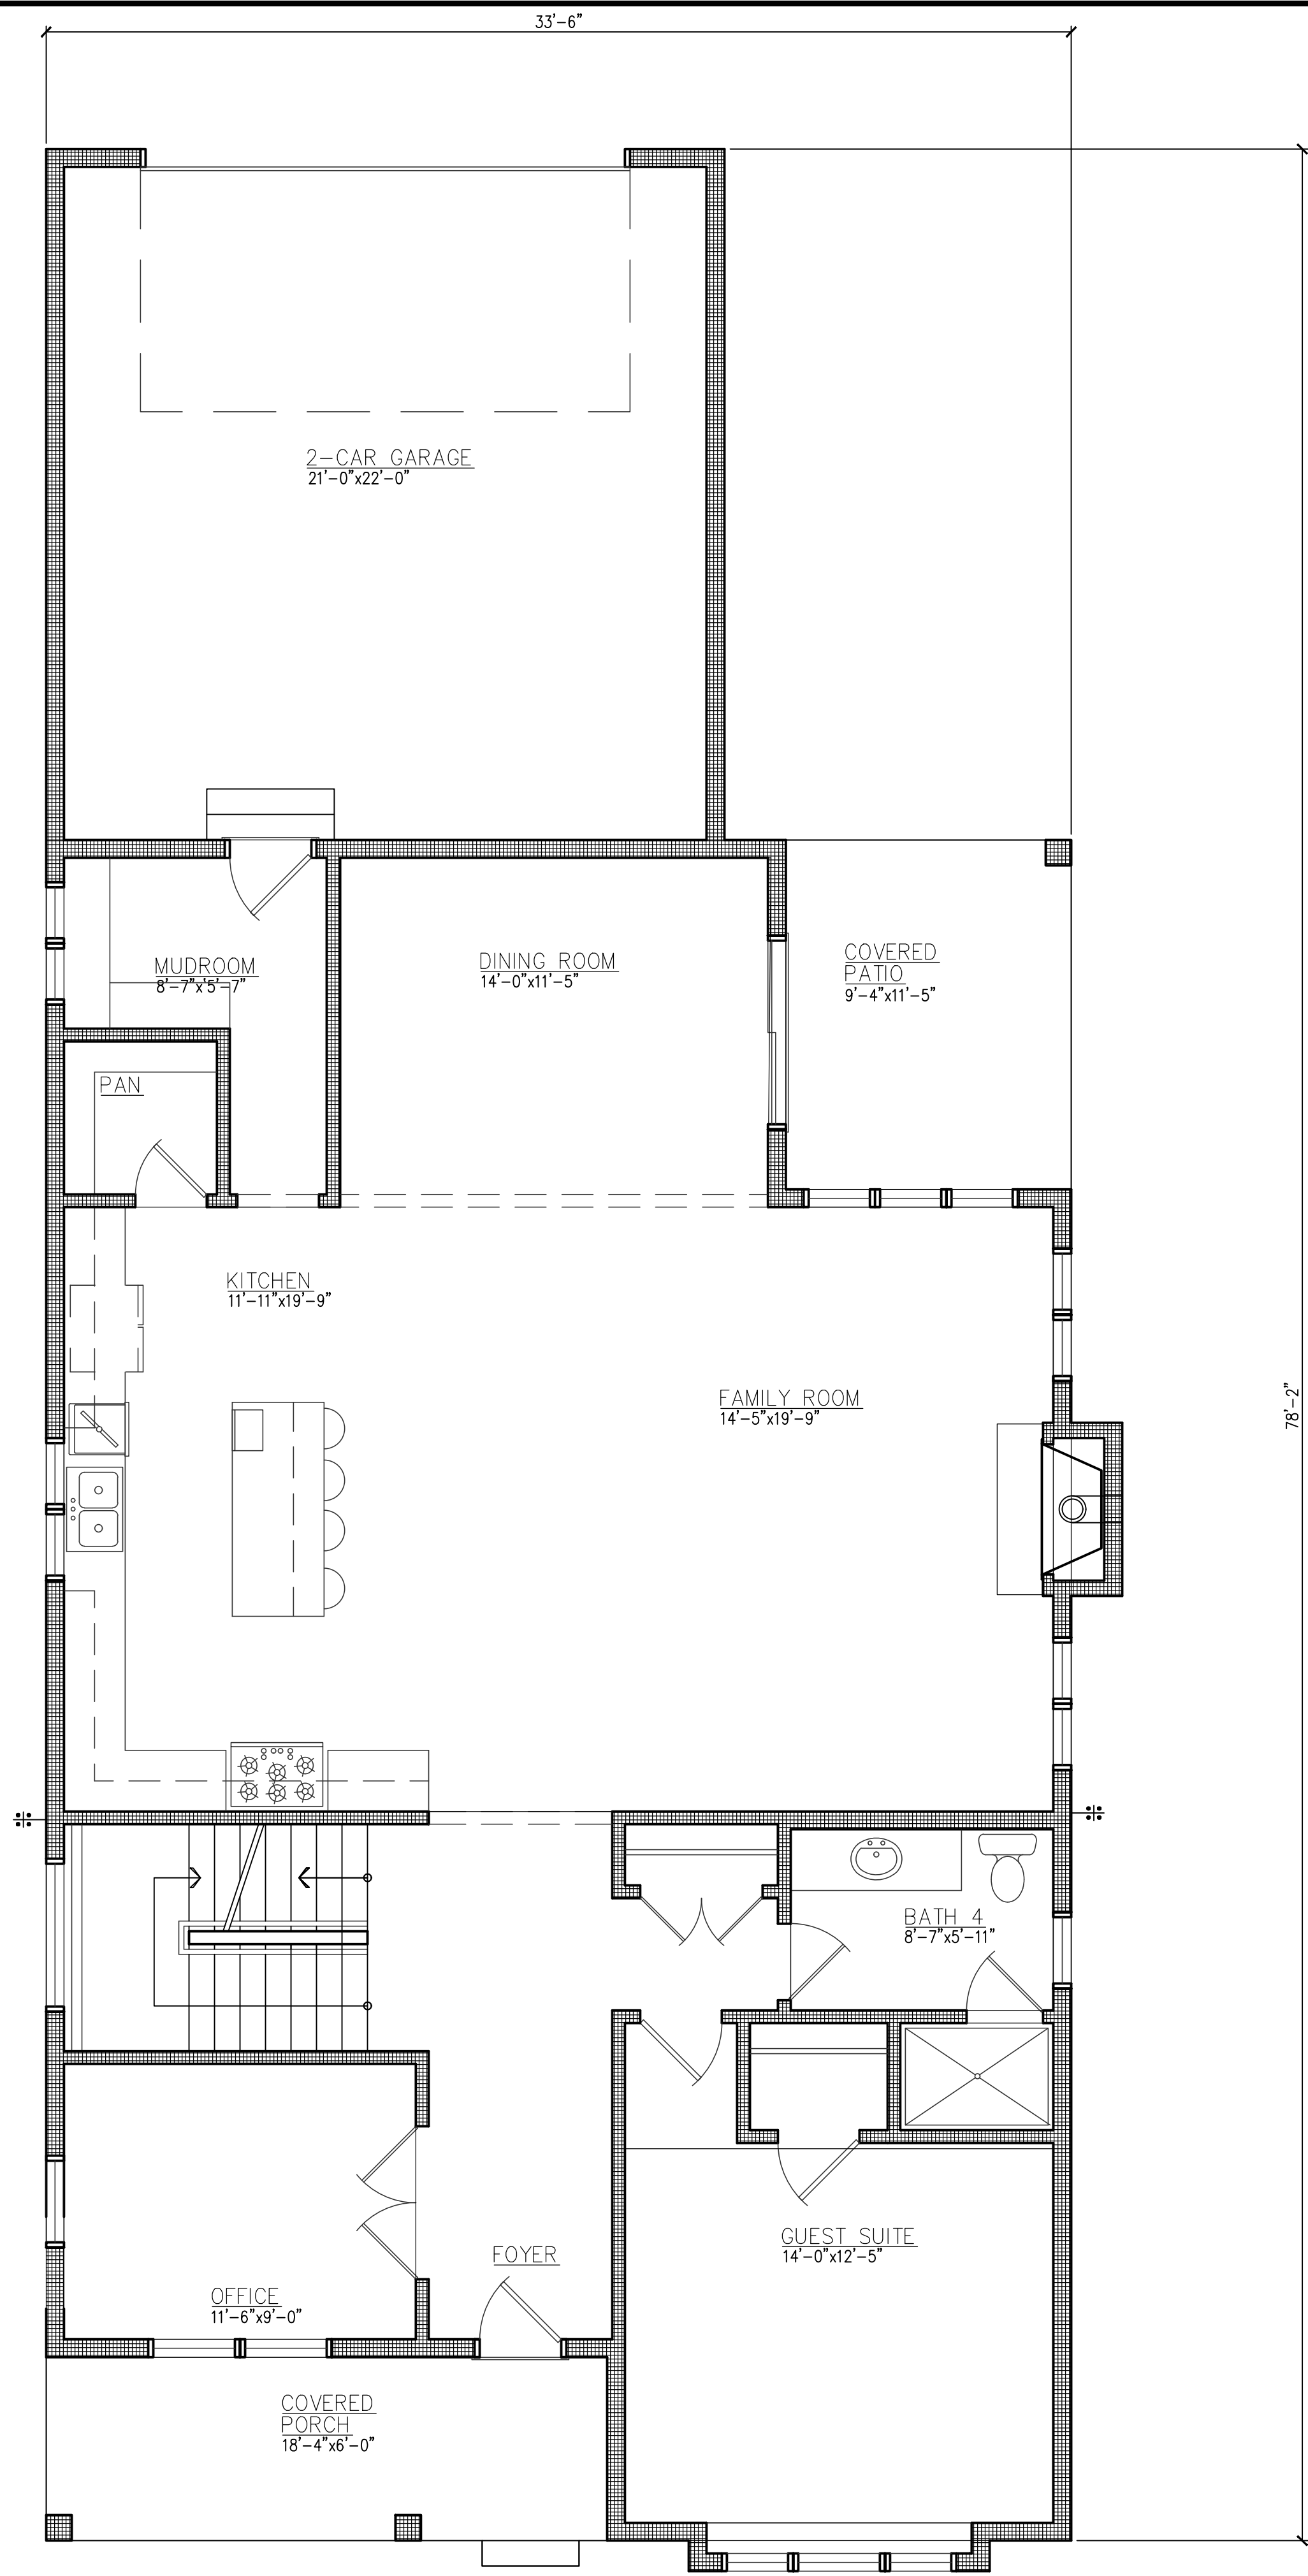 33'-6"
2-CAR GARAGE
21'-0"x22'-0"
MUDROOM
8'-7"x5'-7"
DINING ROOM
14'-0"x11'-5"
COVERED
PATIO
9'-4"x11'-5"
PAN
KITCHEN
11'-11"x19'-9"
FAMILY ROOM
14'-5"x19'-9"
78'-2"
BATH 4
8'-7"x5'-11"
GUEST SUITE
14'-0"x12'-5"
FOYER
OFFICE
11'-6"x9'-0"
COVERED
PORCH
18'-4"x6'-0"